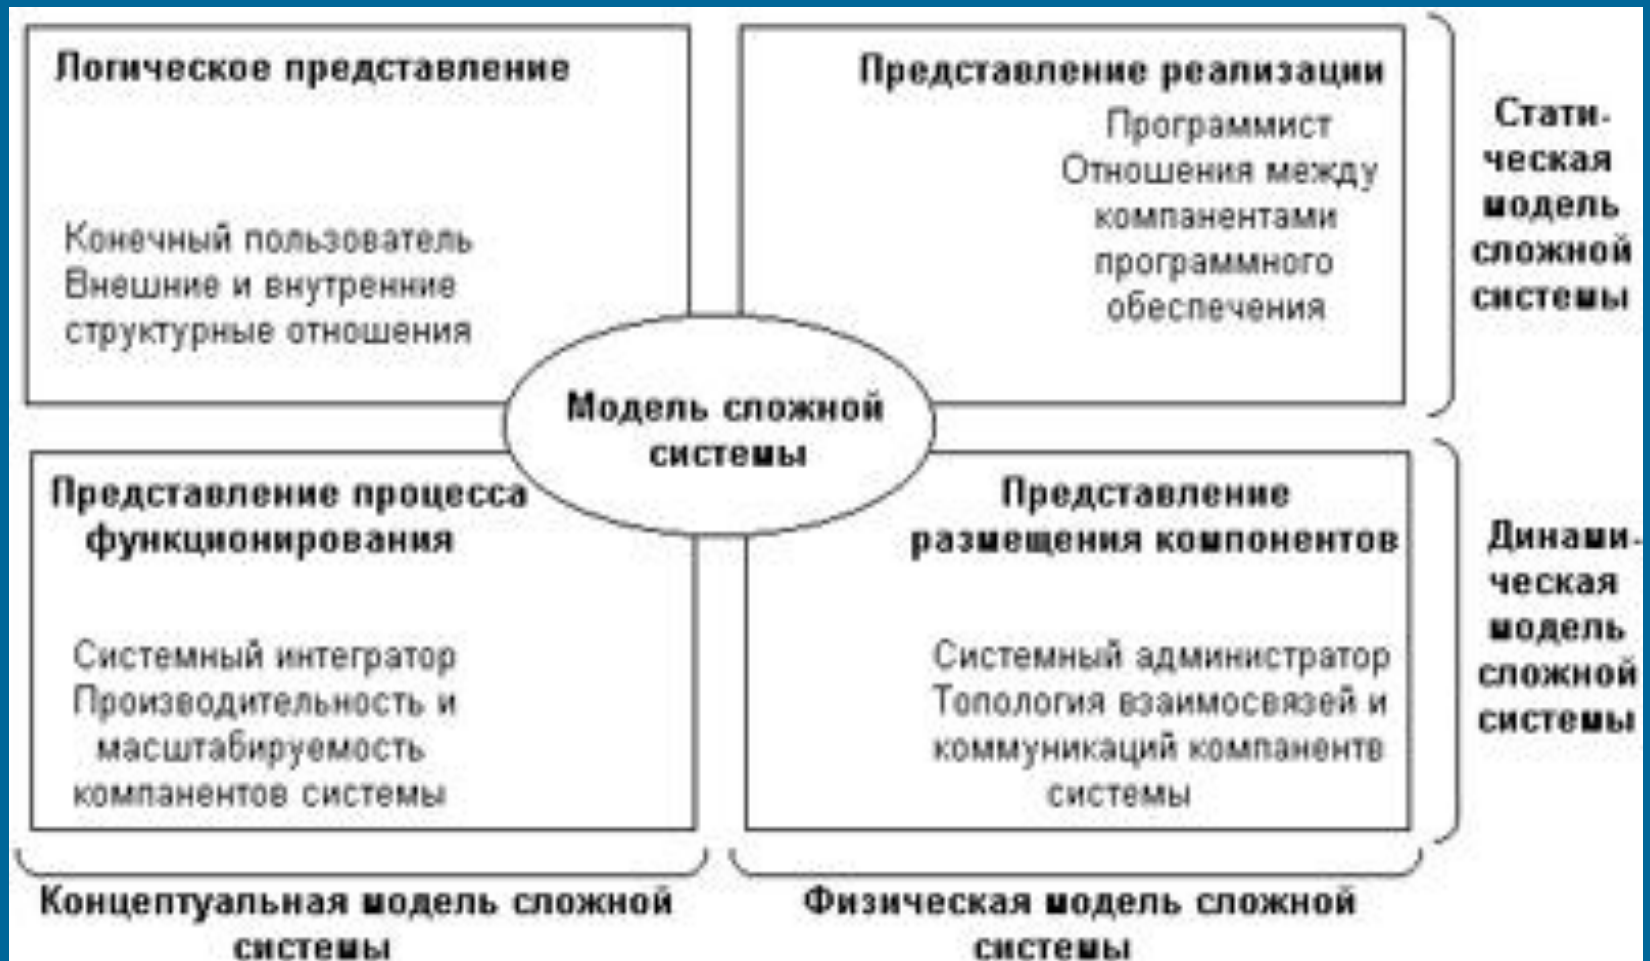 Логическое представление
Конечный пользователь
Внешние и внутренние
структурные отношения
Представление реализации
Программист
Отношения между
компанентами
программного
обеспечения
Стати-
ческая
модель
сложной
системы
Модель сложной
системы
Представление процесса
функционирования
Системный интегратор
Производительность и
масштабируемость
компанентов системы
Представление
размещения компонентов
Системный администратор
Топология взаимосвязей и
коммуникаций компанентв
системы
Динами-
ческая
модель
сложной
системы
Концептуальная модель сложной
системы
Физическая модель сложной
системы